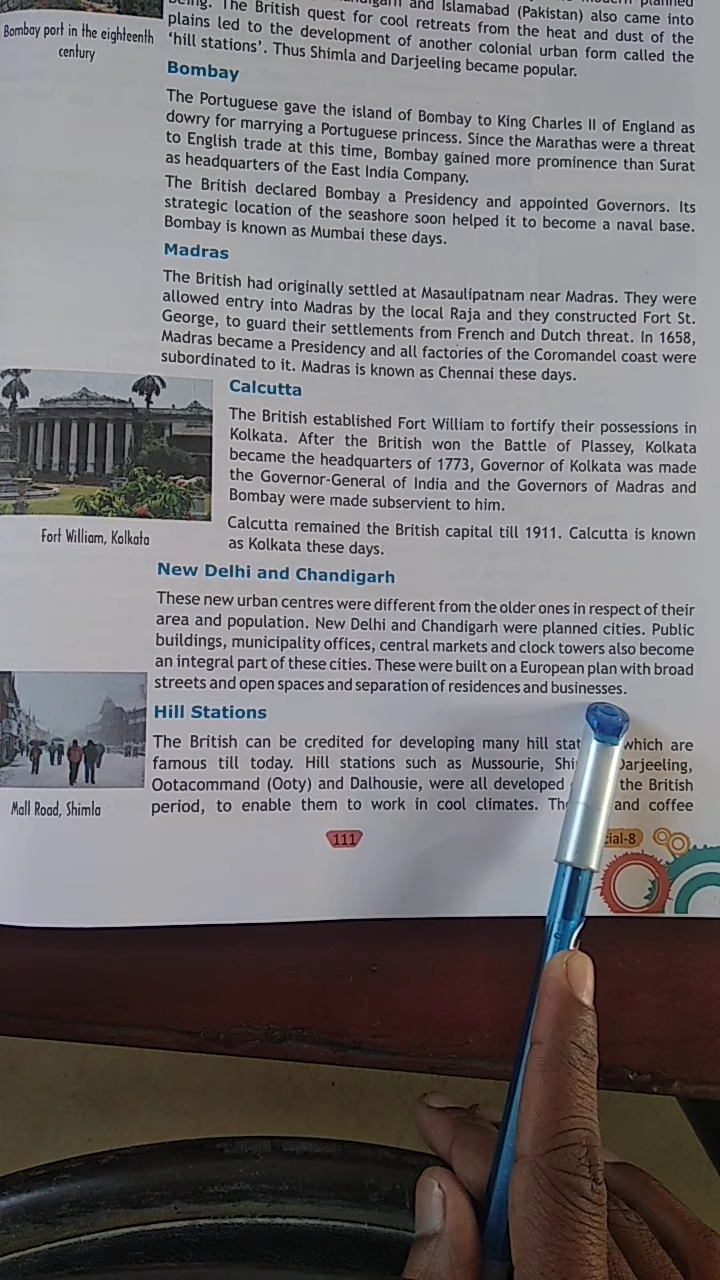 and Islamabad (Pakistan) also came into
being. The British quest for cool retreats from the heat and dust of the
plains led to the development of another colonial urban form called the
'hill stations'. Thus Shimla and Darjeeling became popular.
Bombay port in the eighteenth
century
Bombay
The Portuguese gave the island of Bombay to King Charles II of England as
dowry for marrying a Portuguese princess. Since the Marathas were a threat
to English trade at this time, Bombay gained more prominence than Surat
as headquarters of the East India Company.
The British declared Bombay a Presidency and appointed Governors. Its
strategic location of the seashore soon helped it to become a naval base.
Bombay is known as Mumbai these days.
Madras
The British had originally settled at Masaulipatnam near Madras. They were
allowed entry into Madras by the local Raja and they constructed Fort St.
George, to guard their settlements from French and Dutch threat. In 1658,
Madras became a Presidency and all factories of the Coromandel coast were
subordinated to it. Madras is known as Chennai these days.
Calcutta
The British established Fort William to fortify their possessions in
Kolkata. After the British won the Battle of Plassey, Kolkata
became the headquarters of 1773, Governor of Kolkata was made
the Governor-General of India and the Governors of Madras and
Bombay were made subservient to him.
Calcutta remained the British capital till 1911. Calcutta is known
as Kolkata these days.
Fort William, Kolkata
New Delhi and Chandigarh
These new urban centres were different from the older ones in respect of their
area and population. New Delhi and Chandigarh were planned cities. Public
buildings, municipality offices, central markets and clock towers also become
an integral part of these cities. These were built on a European plan with broad
streets and open spaces and separation of residences and businesses.
Hill Stations
The British can be credited for developing many hill which are
famous till today. Hill stations such as Mussourie, Darjeeling,
Ootacommand (Ooty) and Dalhousie, were all developed the British
period, to enable them to work in cool climates. and coffee
Mall Road, Shimla
111